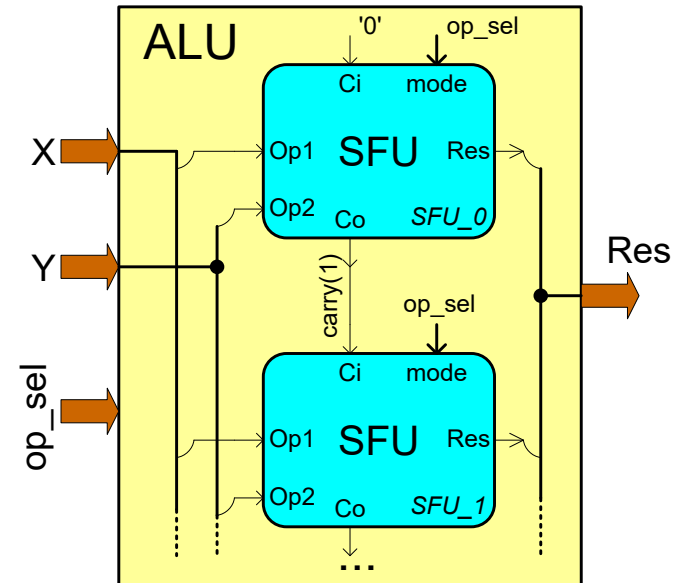 ALU
'0'
op_sel
Ci
mode
X
Op1
SFU
Res
Op2
Co
SFU_0
Y
Res
carry(1)
op_sel
op_sel
Ci
mode
Op1
SFU
Res
Op2
Co
SFU_1
...